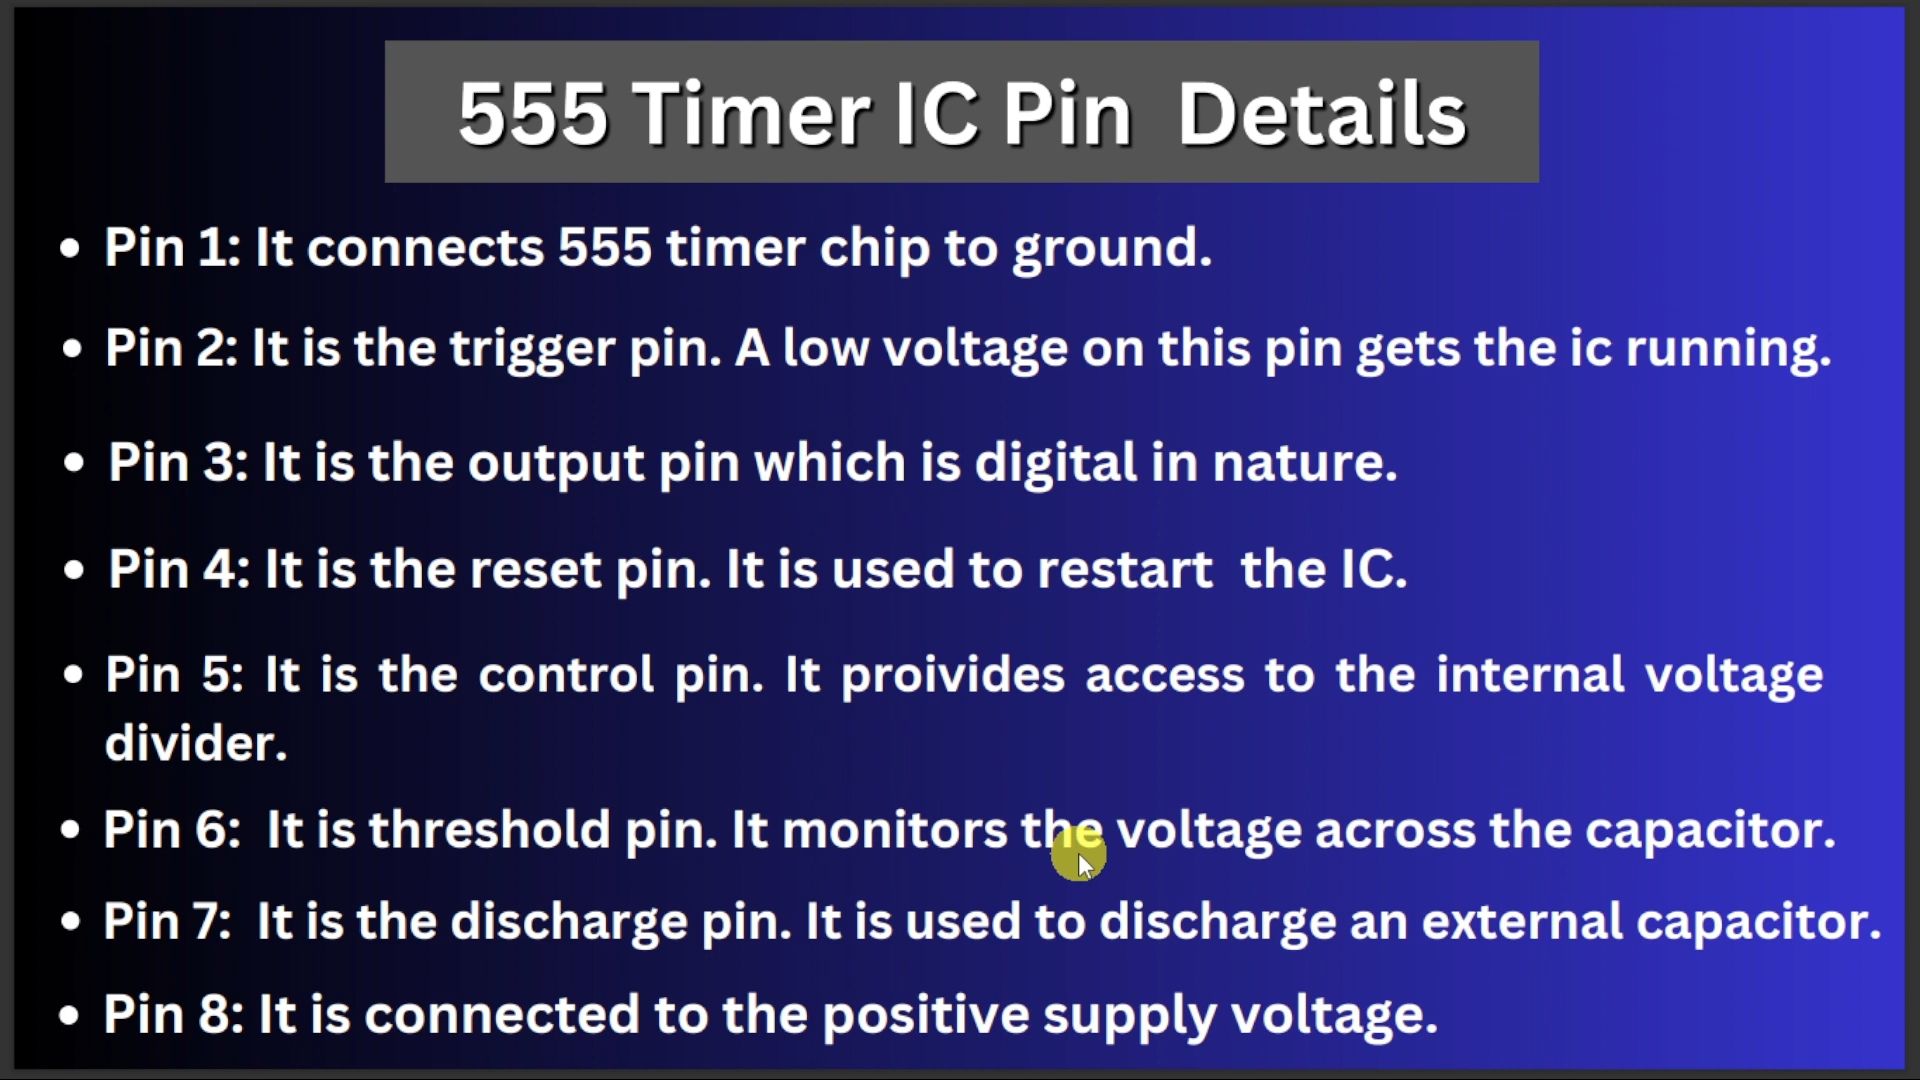 555 Timer IC Pin Details
• Pin 1: It connects 555 timer chip to ground.
• Pin 2: It is the trigger pin. A low voltage on this pin gets the ic running.
• Pin 3: It is the output pin which is digital in nature.
• Pin 4: It is the reset pin. It is used to restart the IC.
• Pin 5: It is the control pin. It proivides access to the internal voltage
divider.
• Pin 6: It is threshold pin. It monitors the voltage across the capacitor.
• Pin 7: It is the discharge pin. It is used to discharge an external capacitor.
• Pin 8: It is connected to the positive supply voltage.